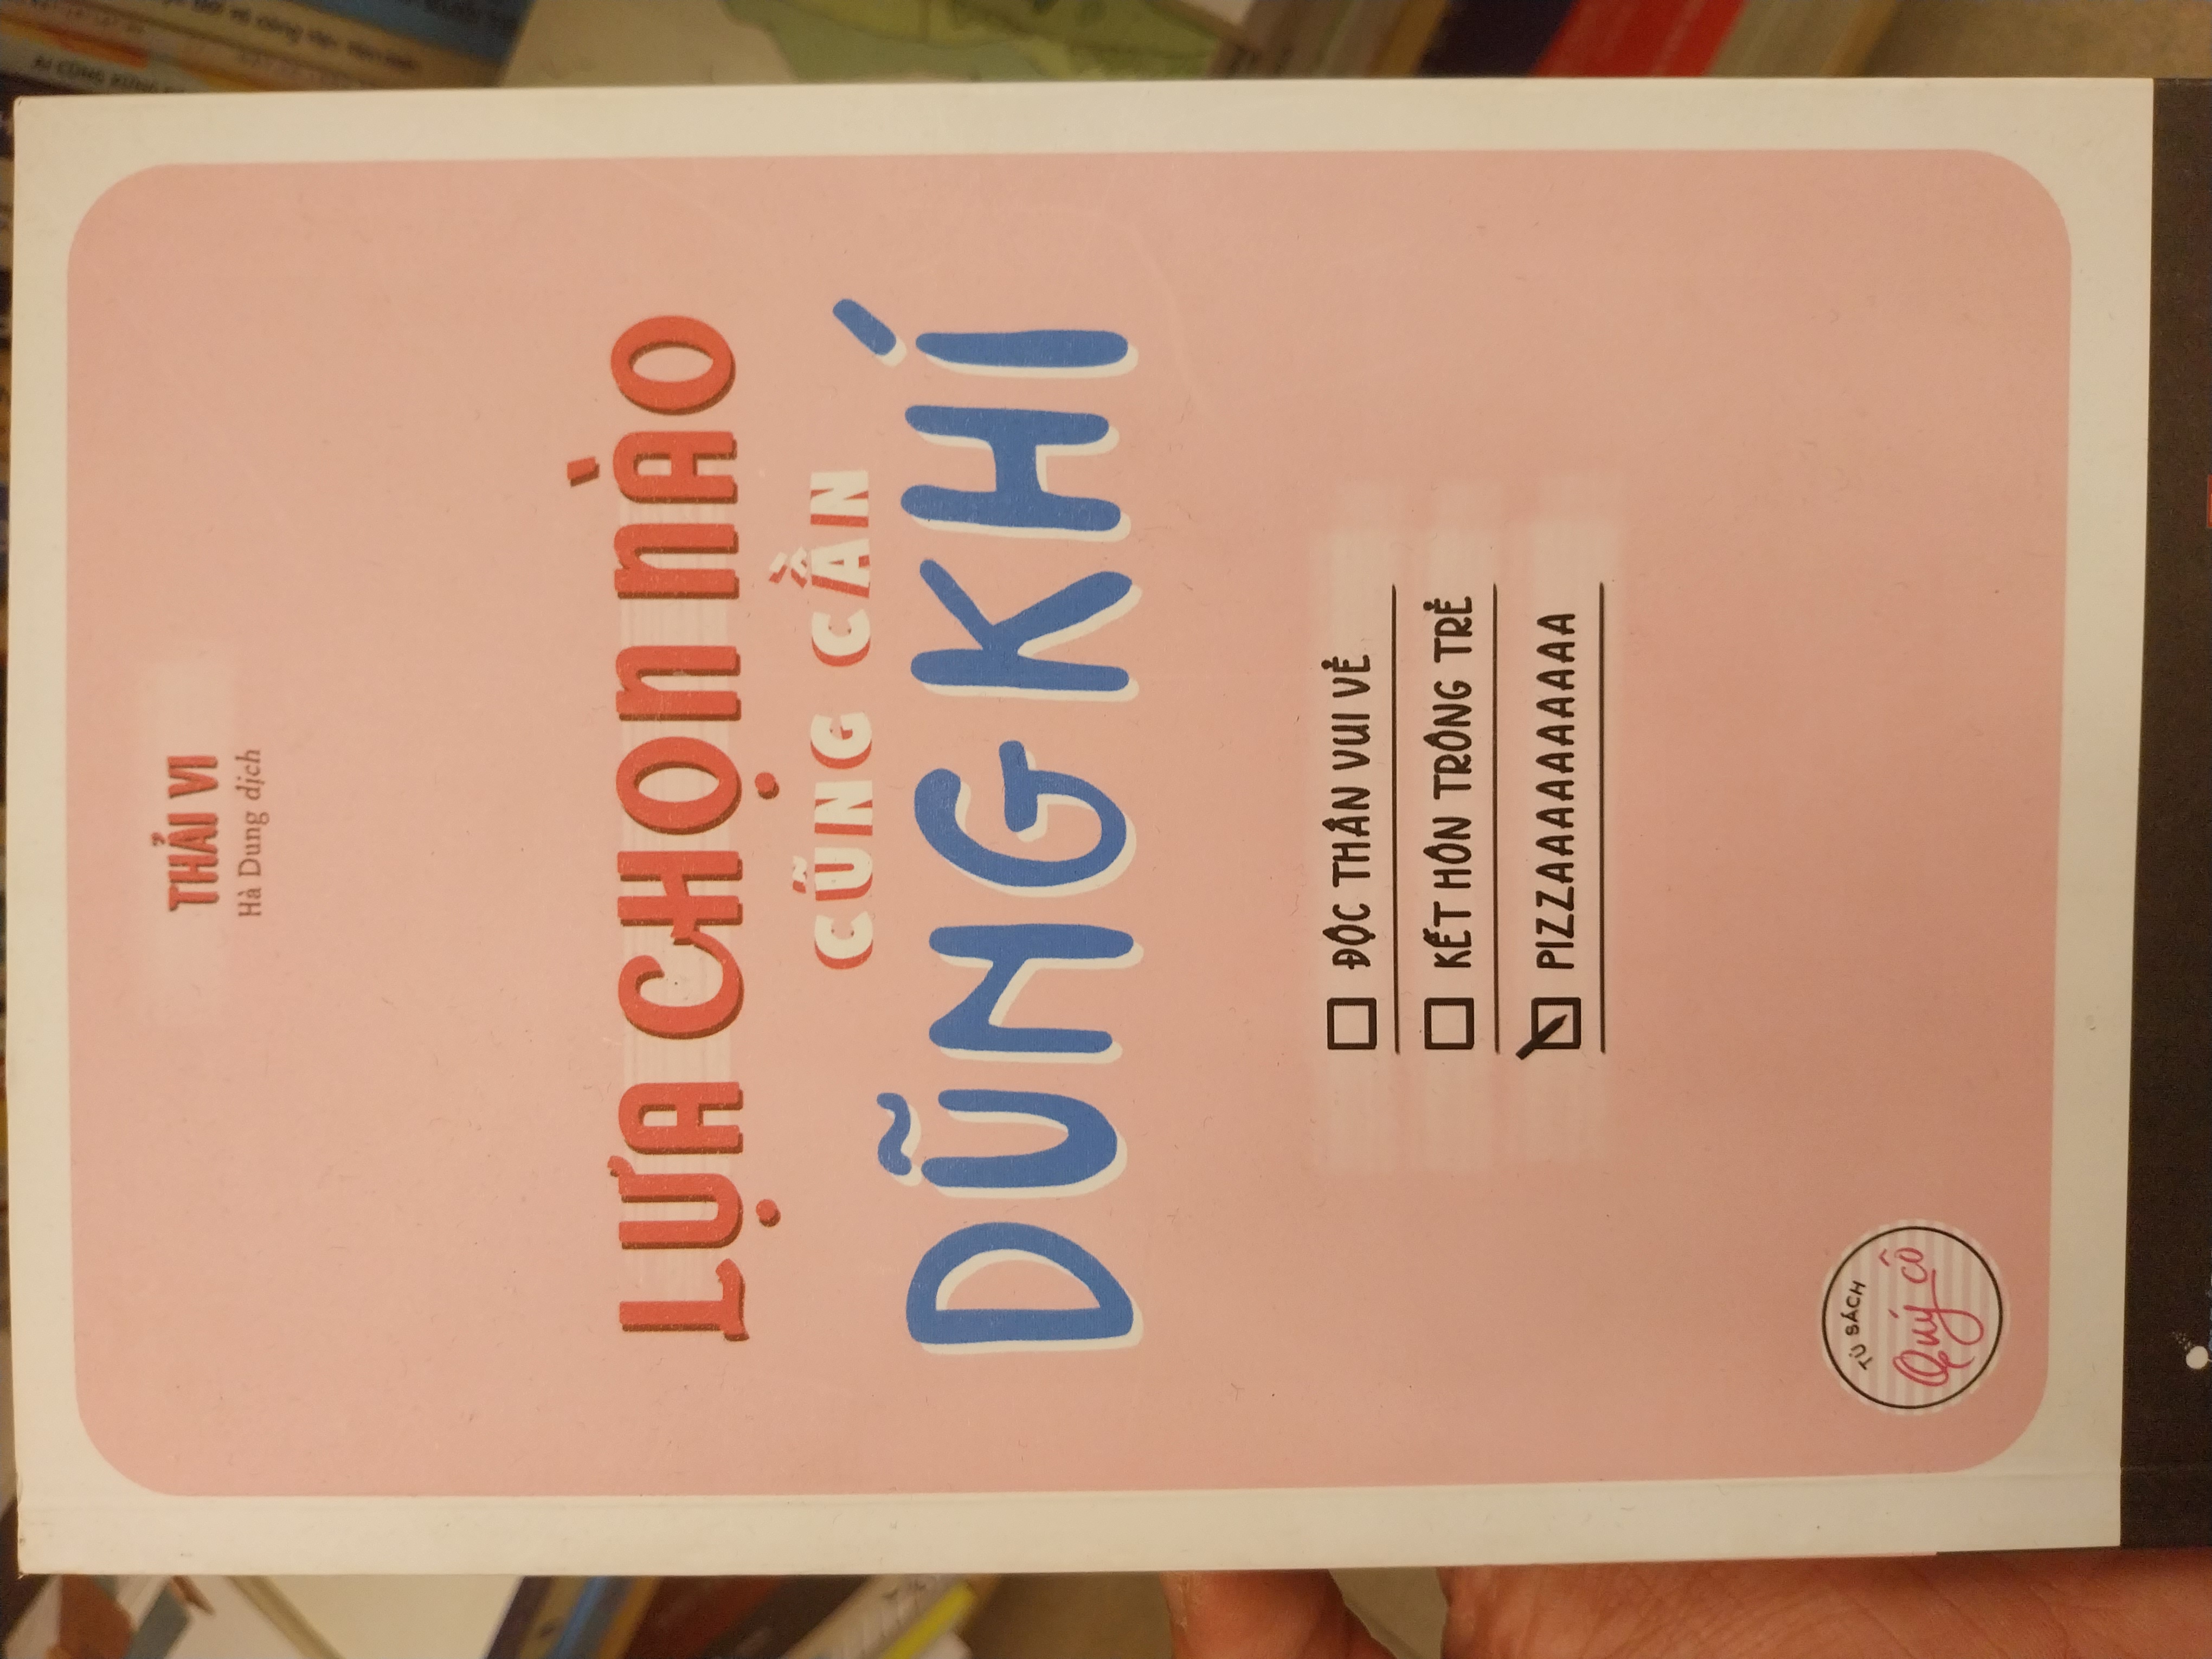 THẢI VI
Hà Dung dịch
LỰA CHỌN NÀO
CŨNG CẦN
DŨNG KHÍ
ĐỘC THÂN VUI VẺ
KẾT HÔN TRÔNG TRẺ
PIZZAAAAAAAAAA
TỦ SÁCH
Quý cô